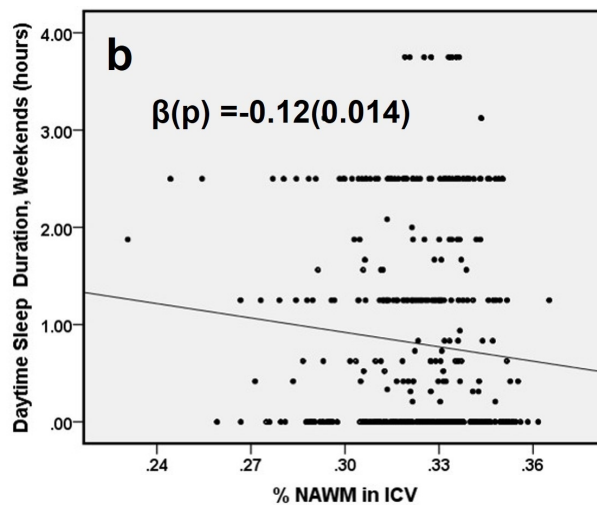 b
β(p) =-0.12(0.014)
Daytime Sleep Duration, Weekends (hours)
4.00
3.00
2.00
1.00
.00
.24 .27 .30 .33 .36
% NAWM in ICV